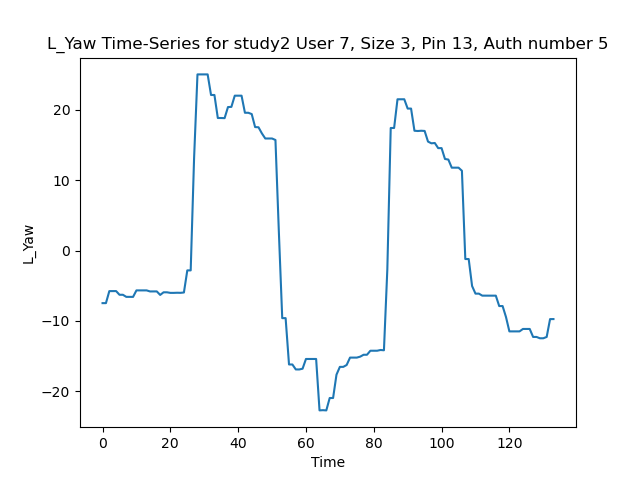 L_Yaw Time-Series for study2 User 7, Size 3, Pin 13, Auth number 5
20
10
0
−10
−20
L_Yaw
0 20 40 60 80 100 120
Time